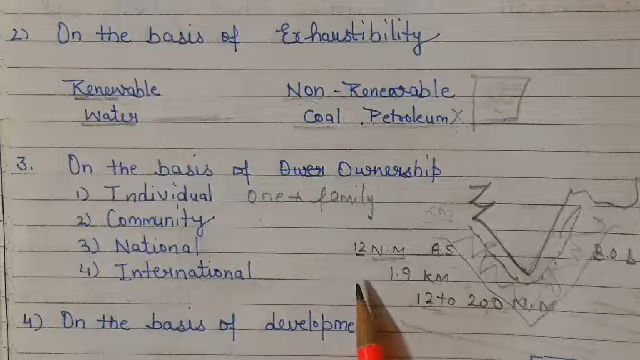 2) On the basis of Exhaustibility
Renewable Non-Renearable
Water Coal, Petroleum X
3. On the basis of Ower Ownership
1) Individual One + family
2) Community
3) National 12 N.M A.S B.O.B
4) International 1.9 KM
12 to 200 N.M
4) On the basis of developme